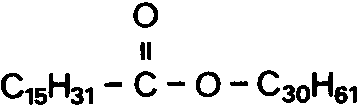 O
C₁₅H₃₁ – C – O – C₃₀H₆₁